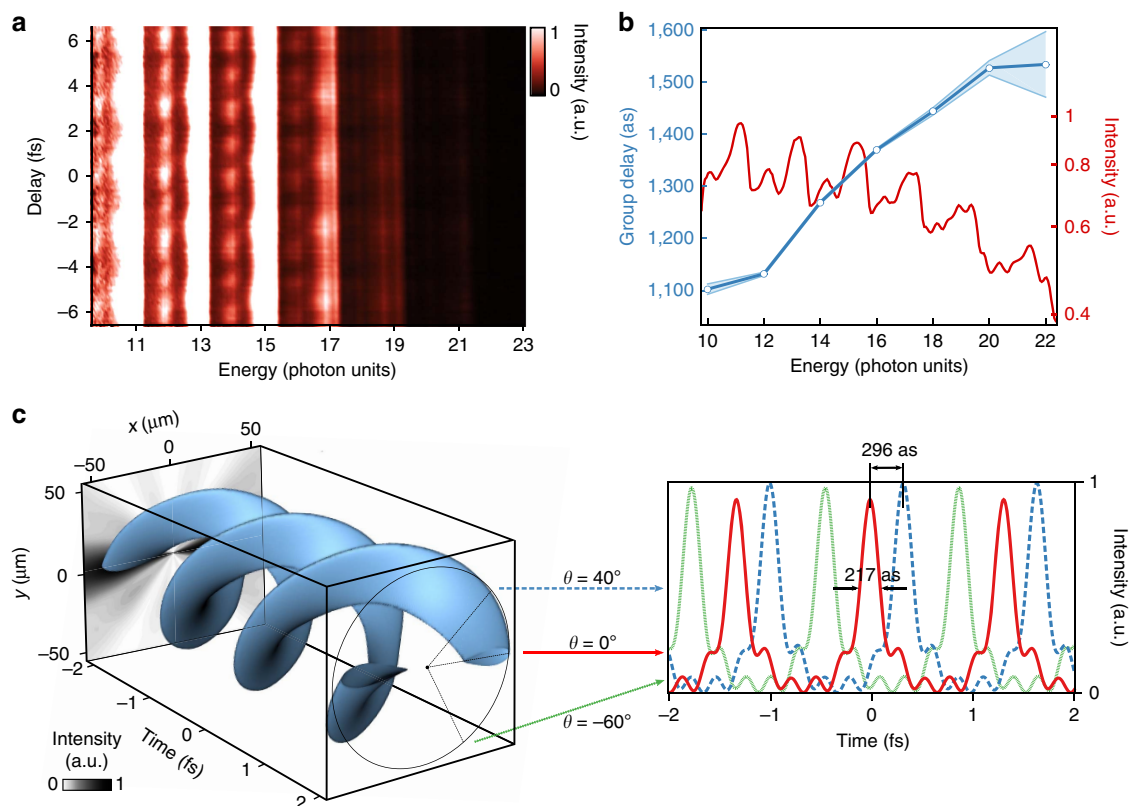 a
6
4
2
0
−2
−4
−6
Delay (fs)
11 13 15 17 19 21 23
Energy (photon units)
1
0
Intensity (a.u.)
b
1,600
1,500
1,400
1,300
1,200
1,100
Group delay (as)
10 12 14 16 18 20 22
Energy (photon units)
1
0.8
0.6
0.4
Intensity (a.u.)
c
x (μm)
−50 0 50
50
0
−50
y (μm)
−2
−1
0
1
2
Time (fs)
Intensity
(a.u.)
0 1
θ = 40°
θ = 0°
θ = −60°
296 as
217 as
1
0
Intensity (a.u.)
−2 −1 0 1 2
Time (fs)